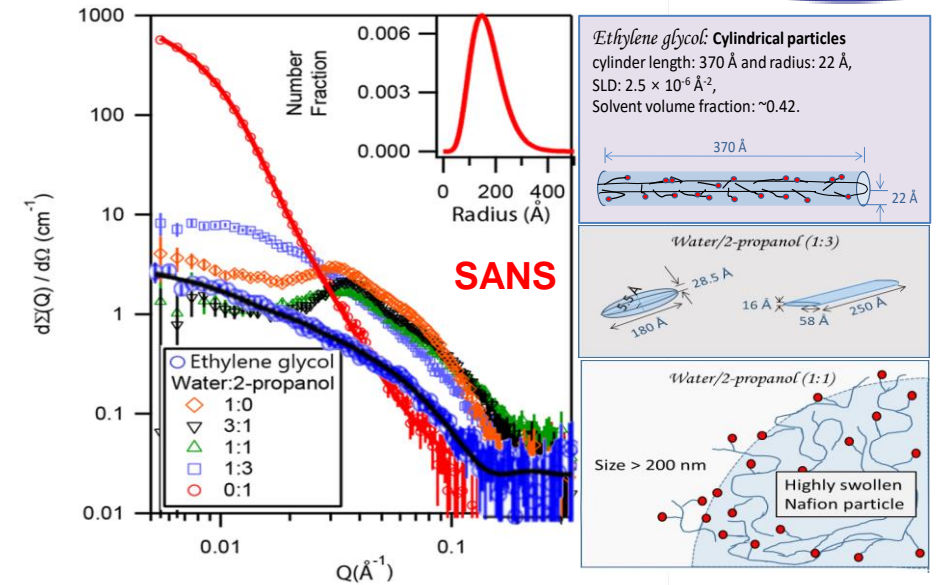 1000
100
10
1
0.1
0.01
dΣ(Q) / dΩ (cm⁻¹)
0.01
0.1
Q(Å⁻¹)
Number
Fraction
0.006
0.003
0.000
0
200
400
Radius (Å)
SANS
Ethylene glycol
Water:2-propanol
1:0
3:1
1:1
1:3
0:1
Ethylene glycol: Cylindrical particles
cylinder length: 370 Å and radius: 22 Å,
SLD: 2.5 × 10⁻⁶ Å⁻²,
Solvent volume fraction: ~0.42.
370 Å
22 Å
Water/2-propanol (1:3)
5.5 Å
28.5 Å
180 Å
16 Å
58 Å
250 Å
Water/2-propanol (1:1)
Size > 200 nm
Highly swollen
Nafion particle